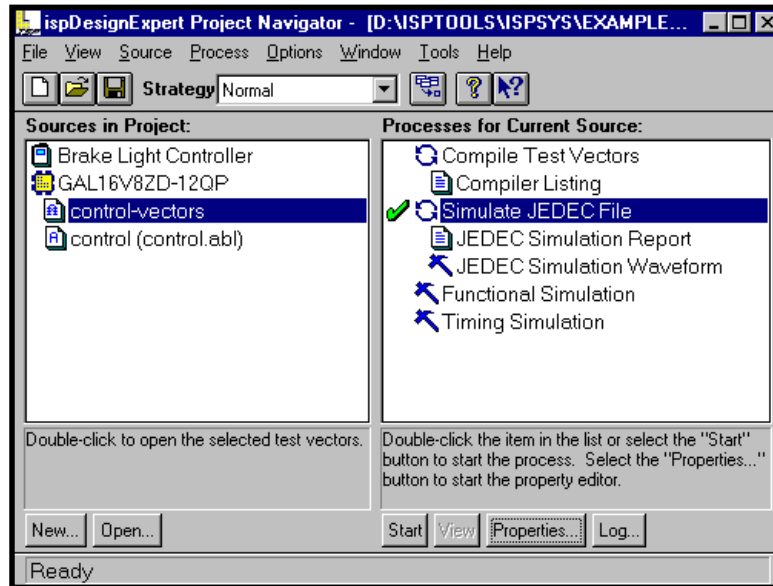 ispDesignExpert Project Navigator - [D:\ISPTOOLS\ISPSYS\EXAMPLE...
File View Source Process Options Window Tools Help
Strategy Normal
Sources in Project:
Brake Light Controller
GAL16V8ZD-12QP
control-vectors
control (control.abl)
Double-click to open the selected test vectors.
New... Open...
Processes for Current Source:
Compile Test Vectors
Compiler Listing
Simulate JEDEC File
JEDEC Simulation Report
JEDEC Simulation Waveform
Functional Simulation
Timing Simulation
Double-click the item in the list or select the "Start"
button to start the process. Select the "Properties..."
button to start the property editor.
Start View Properties... Log...
Ready